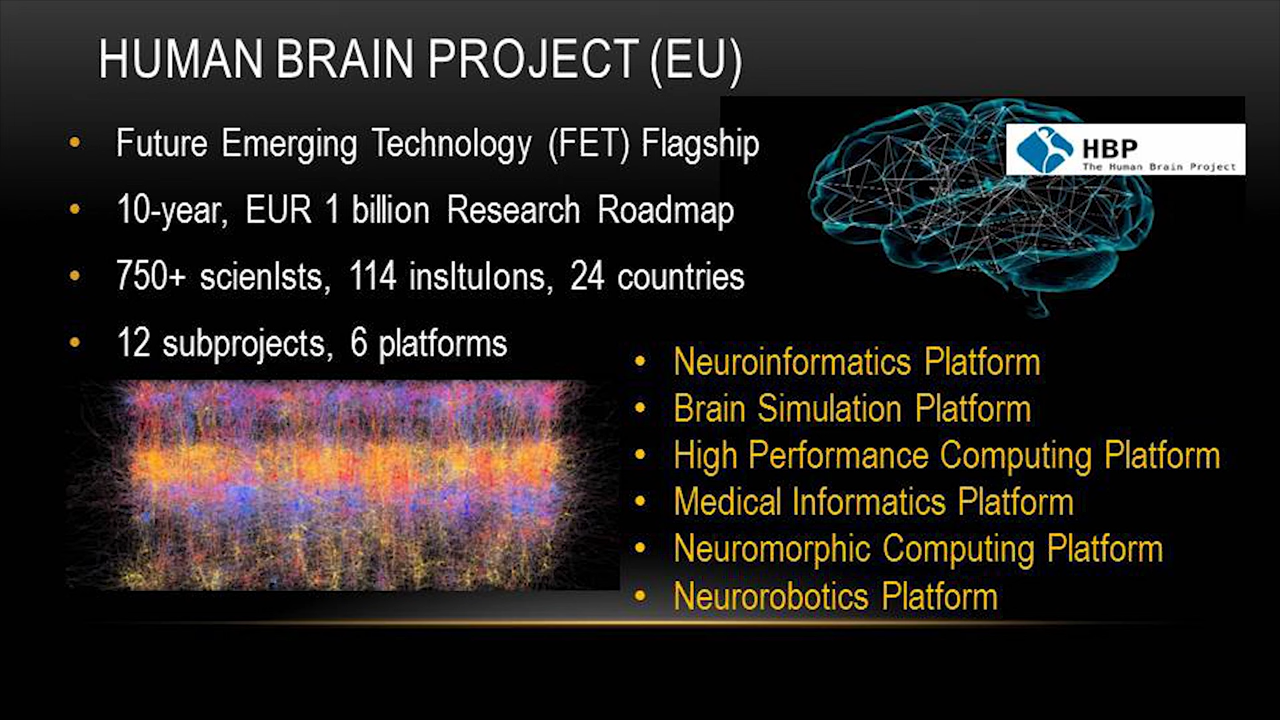 HUMAN BRAIN PROJECT (EU)
• Future Emerging Technology (FET) Flagship
• 10-year, EUR 1 billion Research Roadmap
• 750+ scienlsts, 114 insltulons, 24 countries
• 12 subprojects, 6 platforms
HBP
The Human Brain Project
• Neuroinformatics Platform
• Brain Simulation Platform
• High Performance Computing Platform
• Medical Informatics Platform
• Neuromorphic Computing Platform
• Neurorobotics Platform